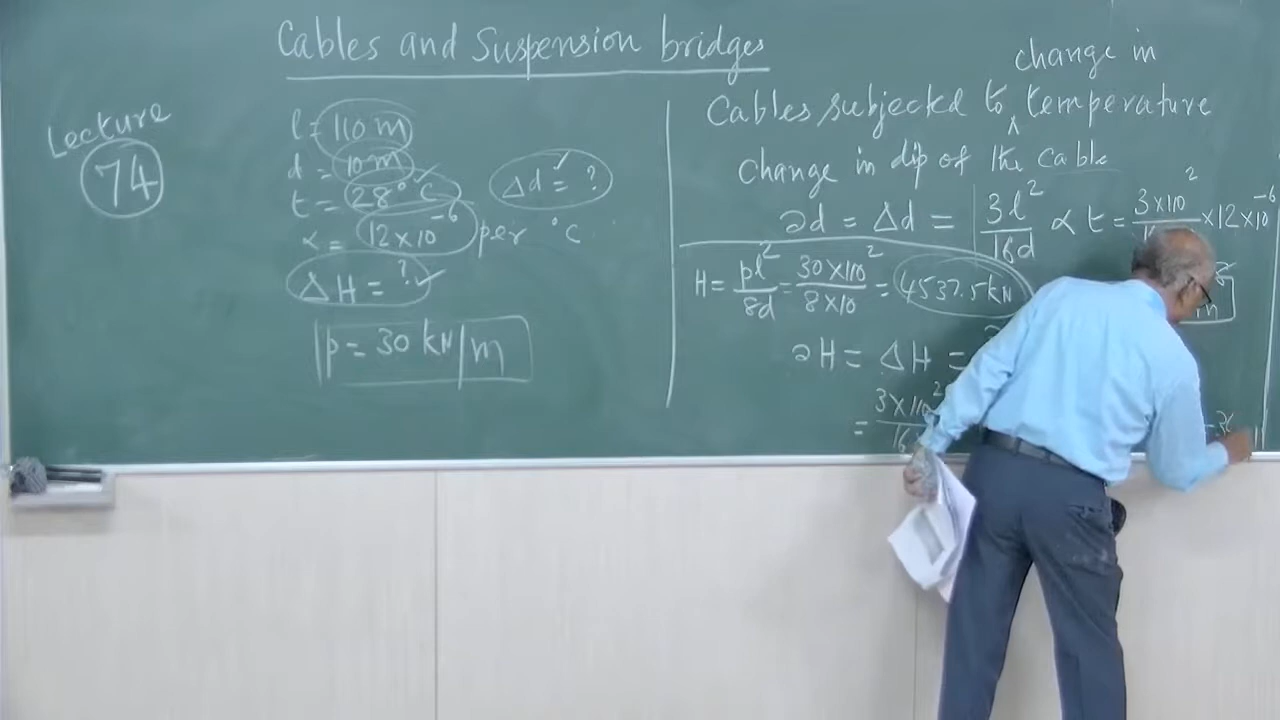 Cables and Suspension bridges
Lecture
74
l = 110 m
d = 10 m
t = 28° C
α = 12 × 10⁻⁶ per °C
Δd = ?
ΔH = ?
p = 30 kN/m
change in
Cables subjected to ∧ temperature
change in dip of the cable
∂d = Δd = 3l²/16d α t = 3 × 110² × 12 × 10⁻⁶
H = pl²/8d = 30 × 110²/8 × 10 = 4537.5 kN
m
∂H = ΔH =
= 3 × 110²/16